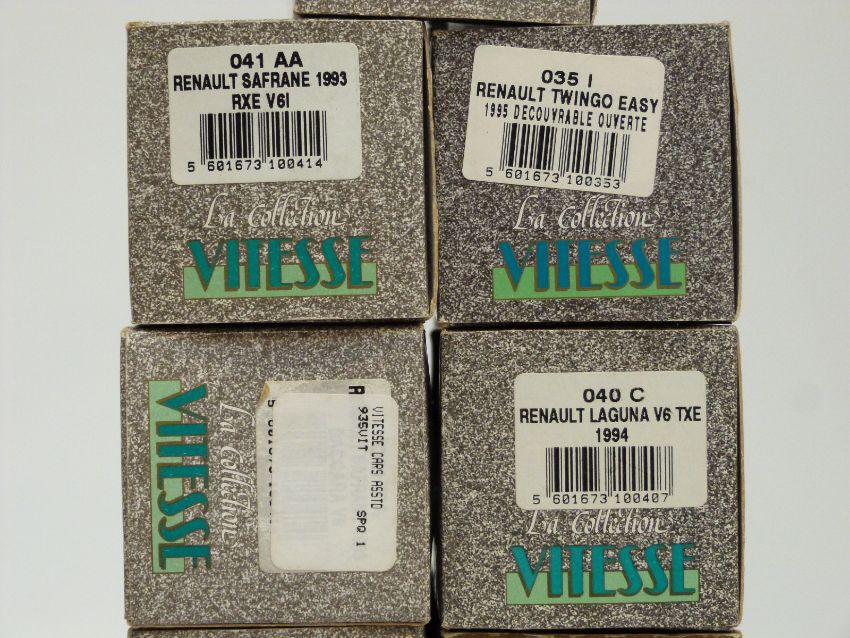 041 AA
RENAULT SAFRANE 1993
RXE V6I
5 601673 100414
La Collection
VITESSE
035 I
RENAULT TWINGO EASY
1995 DECOUVRABLE OUVERTE
5 601673 100353
La Collection
VITESSE
VITESSE CARS ASSTD
935VIT SPQ 1
La Collection
VITESSE
040 C
RENAULT LAGUNA V6 TXE
1994
5 601673 100407
La Collection
VITESSE